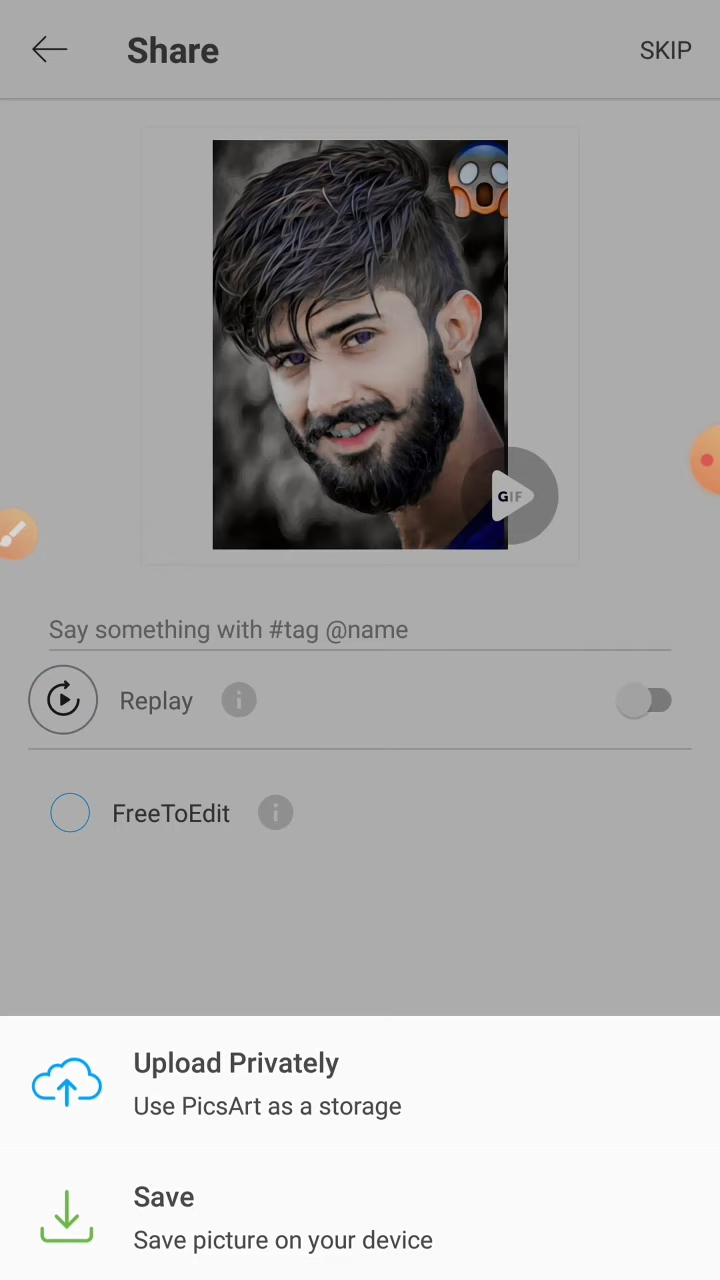 Share
SKIP
GIF
Say something with #tag @name
Replay
FreeToEdit
Upload Privately
Use PicsArt as a storage
Save
Save picture on your device